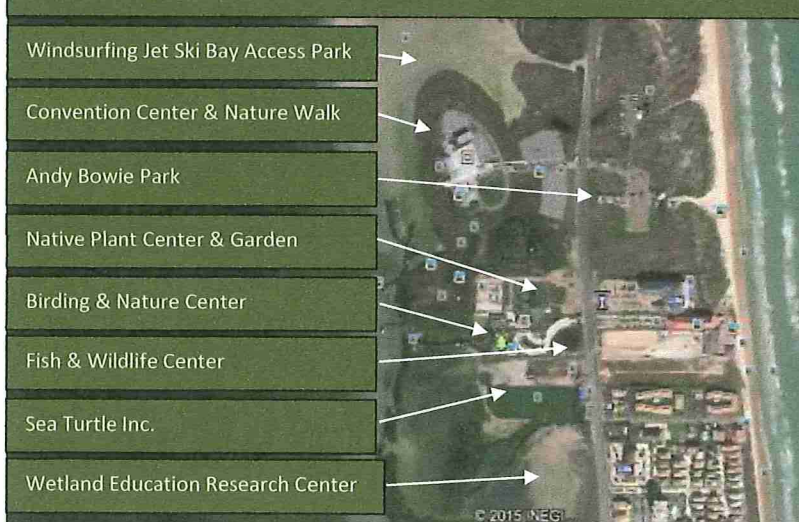 Windsurfing Jet Ski Bay Access Park
Convention Center & Nature Walk
Andy Bowie Park
Native Plant Center & Garden
Birding & Nature Center
Fish & Wildlife Center
Sea Turtle Inc.
Wetland Education Research Center
© 2015 INEGI